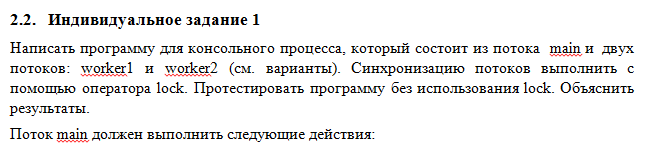 2.2. Индивидуальное задание 1
Написать программу для консольного процесса, который состоит из потока main и двух
потоков: worker1 и worker2 (см. варианты). Синхронизацию потоков выполнить с
помощью оператора lock. Протестировать программу без использования lock. Объяснить
результаты.
Поток main должен выполнить следующие действия: